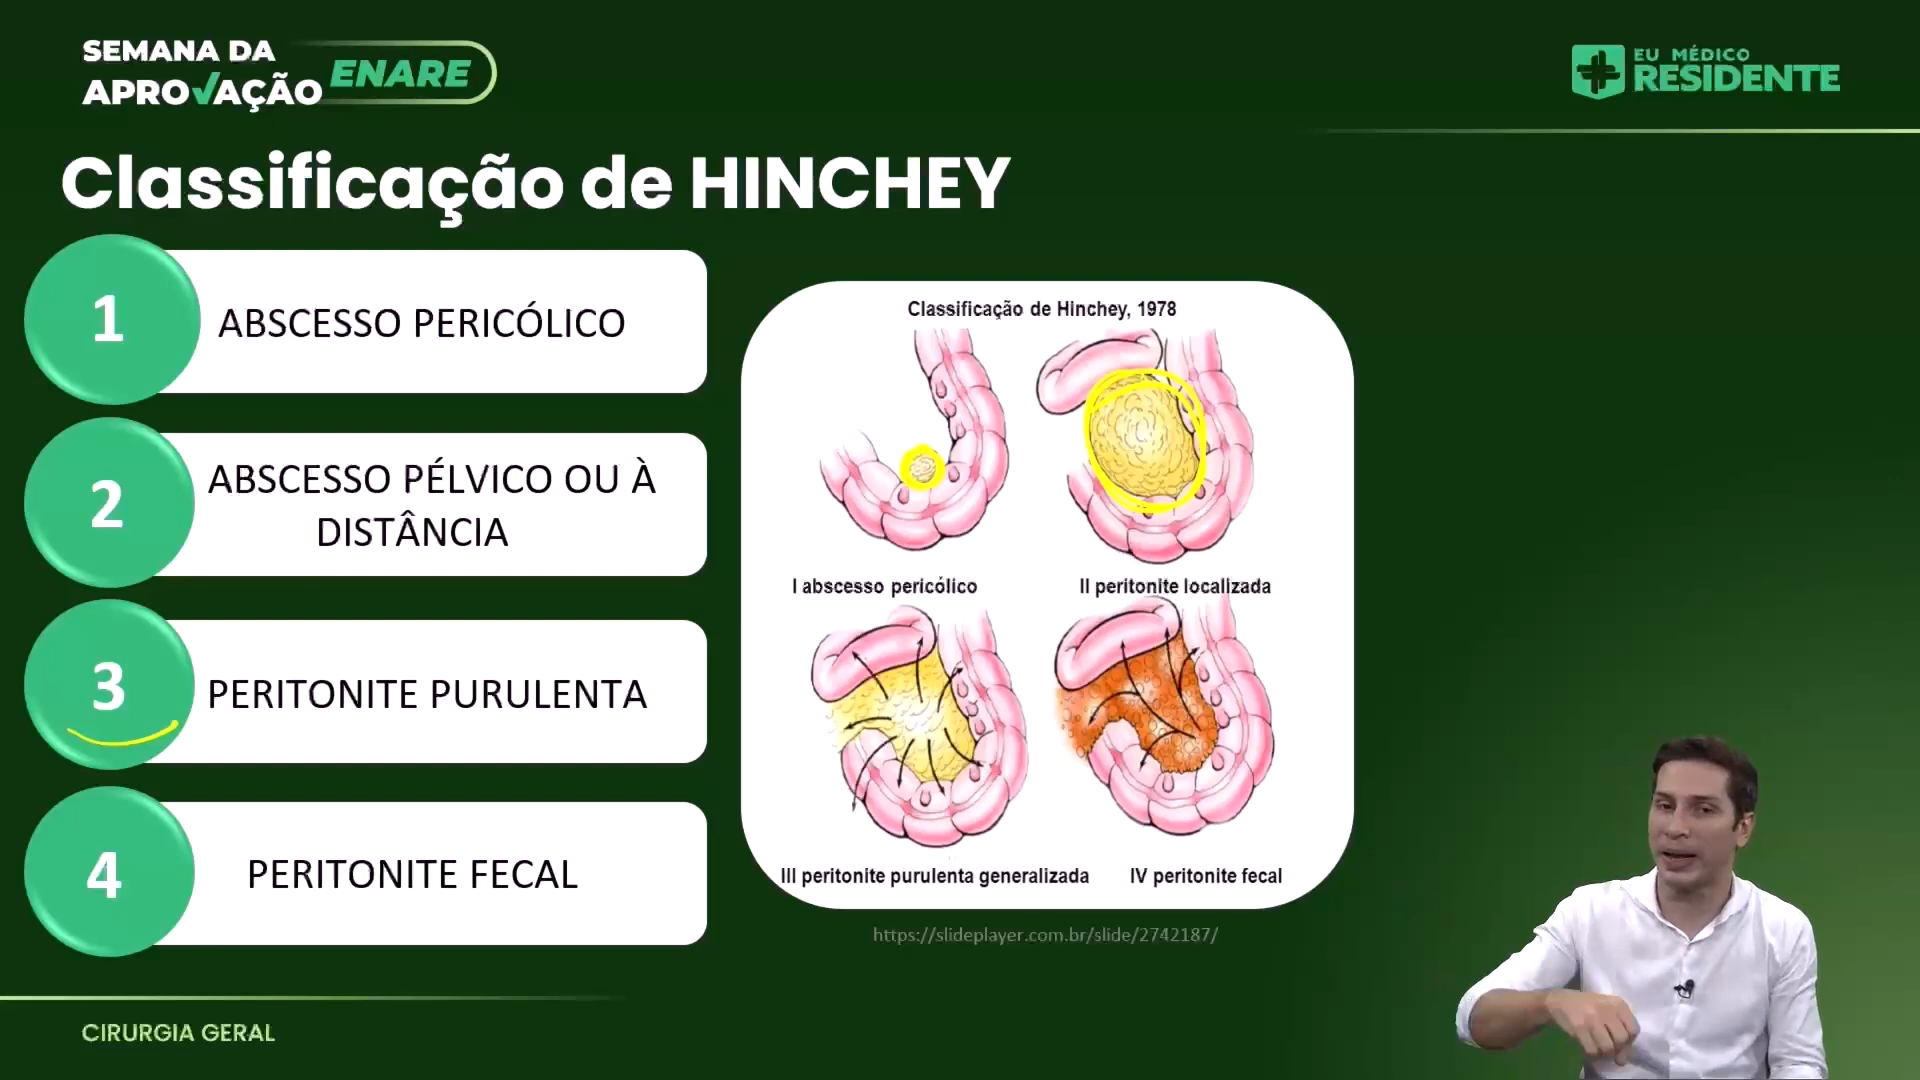 SEMANA DA
APROVAÇÃO
ENARE
EU MÉDICO
RESIDENTE
Classificação de HINCHEY
1
ABSCESSO PERICÓLICO
2
ABSCESSO PÉLVICO OU À
DISTÂNCIA
3
PERITONITE PURULENTA
4
PERITONITE FECAL
Classificação de Hinchey, 1978
I abscesso pericólico
II peritonite localizada
III peritonite purulenta generalizada
IV peritonite fecal
https://slideplayer.com.br/slide/2742187/
CIRURGIA GERAL